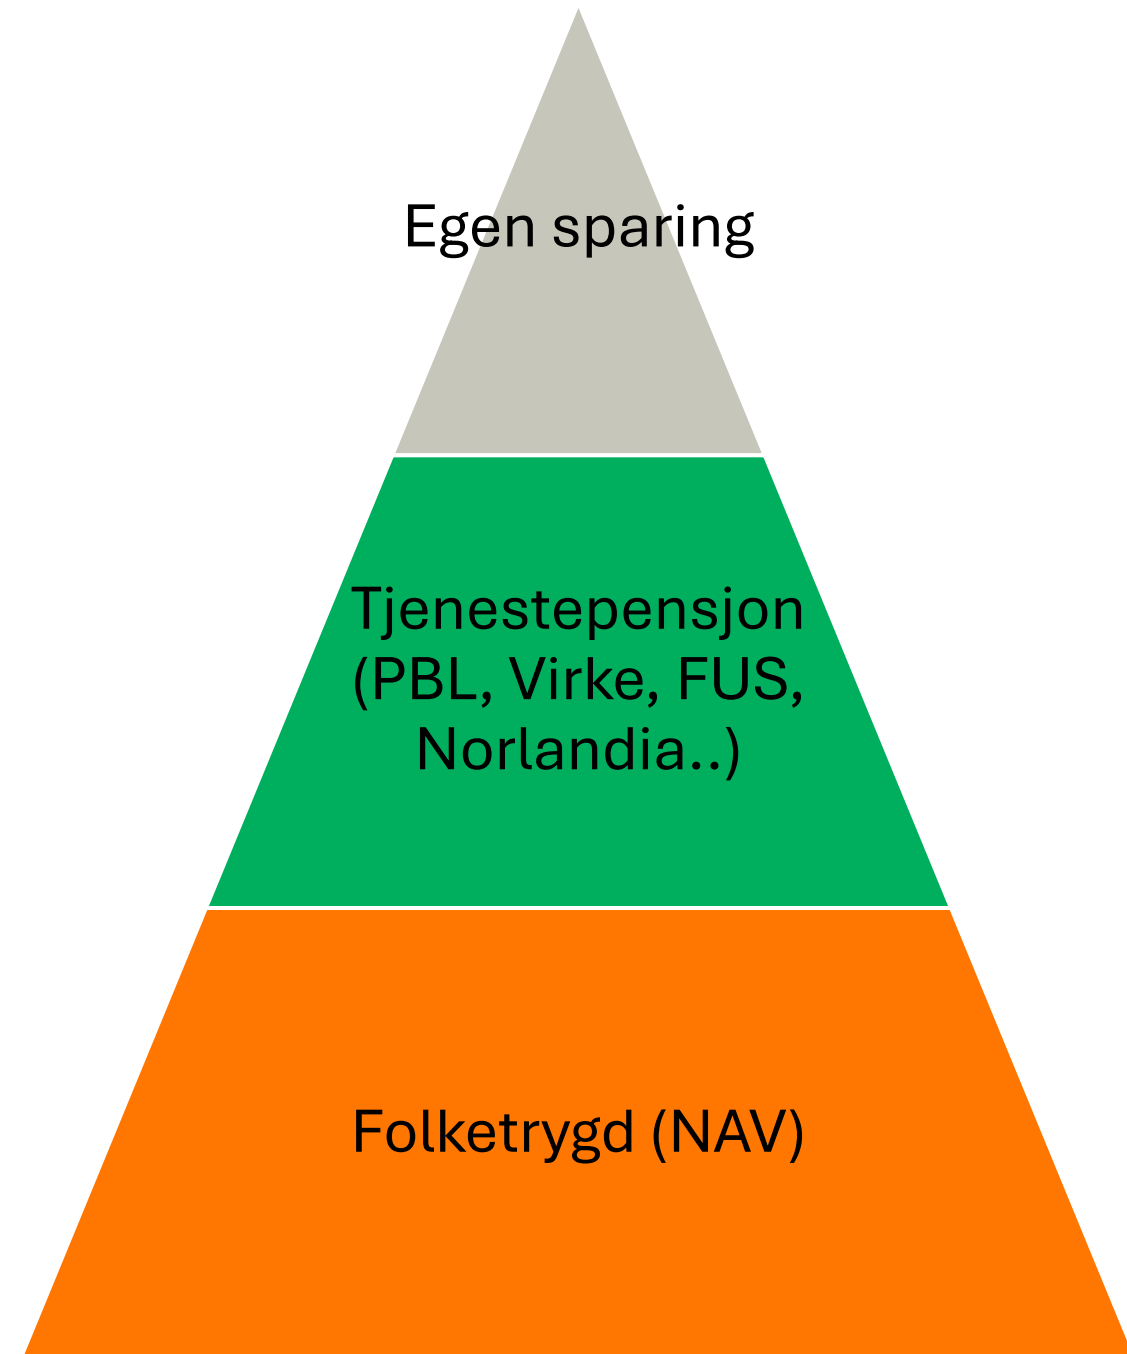 Egen sparing
Tjenestepensjon
(PBL, Virke, FUS,
Norlandia..)
Folketrygd (NAV)